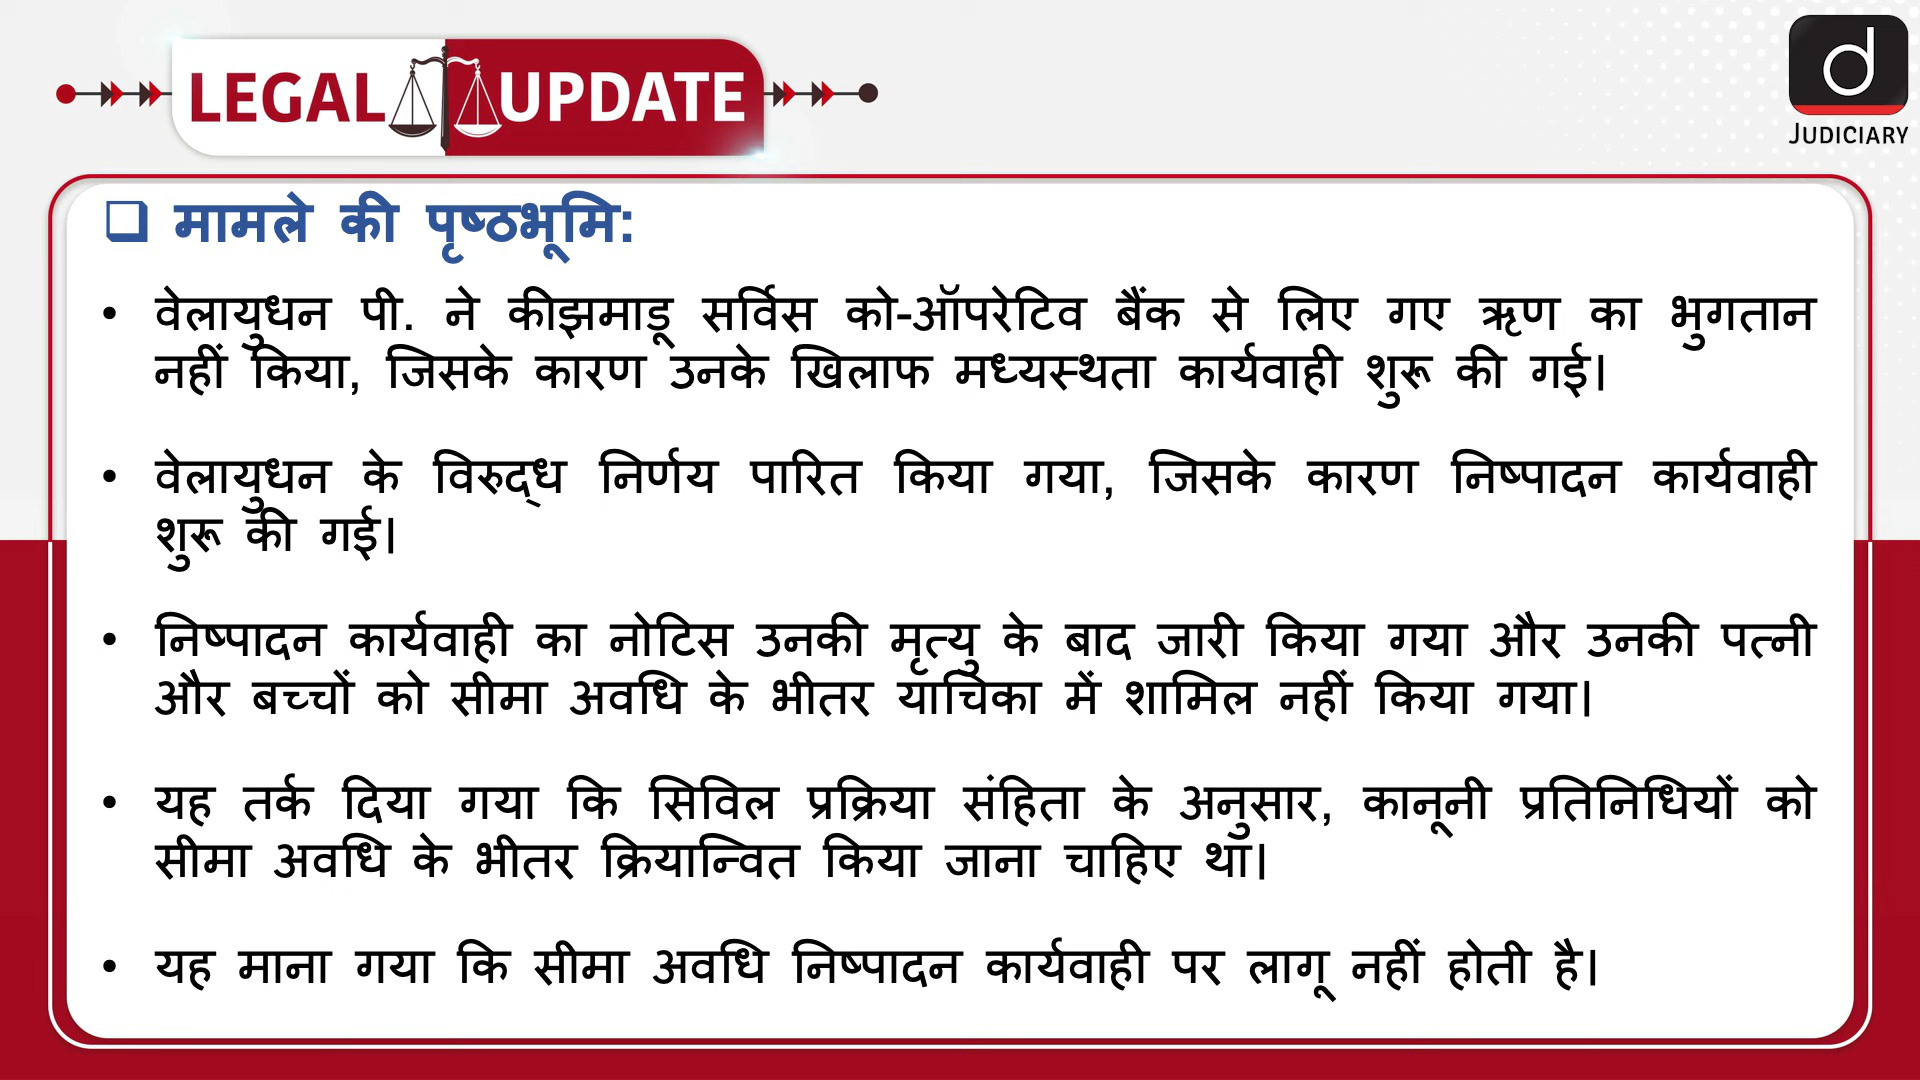 LEGAL UPDATE
d
JUDICIARY
❑ मामले की पृष्ठभूमि:
• वेलायुधन पी. ने कीझमाडू सर्विस को-ऑपरेटिव बैंक से लिए गए ऋण का भुगतान
नहीं किया, जिसके कारण उनके खिलाफ मध्यस्थता कार्यवाही शुरू की गई।
• वेलायुधन के विरुद्ध निर्णय पारित किया गया, जिसके कारण निष्पादन कार्यवाही
शुरू की गई।
• निष्पादन कार्यवाही का नोटिस उनकी मृत्यु के बाद जारी किया गया और उनकी पत्नी
और बच्चों को सीमा अवधि के भीतर याचिका में शामिल नहीं किया गया।
• यह तर्क दिया गया कि सिविल प्रक्रिया संहिता के अनुसार, कानूनी प्रतिनिधियों को
सीमा अवधि के भीतर क्रियान्वित किया जाना चाहिए था।
• यह माना गया कि सीमा अवधि निष्पादन कार्यवाही पर लागू नहीं होती है।